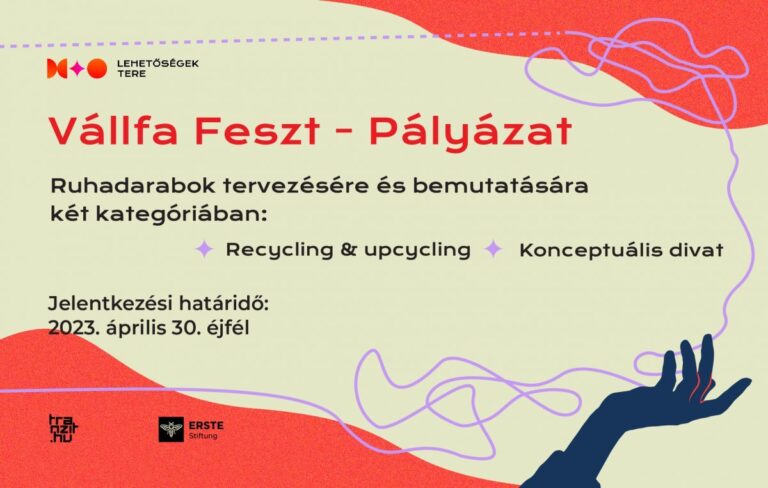 LEHETŐSÉGEK
TERE
Vállfa Feszt - Pályázat
Ruhadarabok tervezésére és bemutatására
két kategóriában:
Recycling & upcycling
Konceptuális divat
Jelentkezési határidő:
2023. április 30. éjfél
tranzit.hu
ERSTE
Stiftung